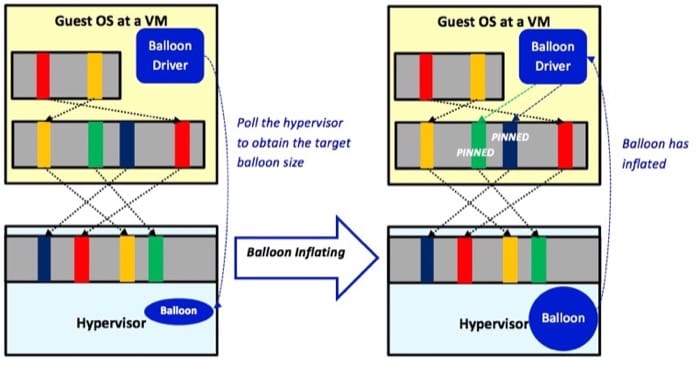 Guest OS at a VM
Balloon
Driver
Poll the hypervisor
to obtain the target
balloon size
Balloon Inflating
Balloon
Hypervisor
Guest OS at a VM
Balloon
Driver
PINNED
PINNED
Balloon has
inflated
Hypervisor
Balloon